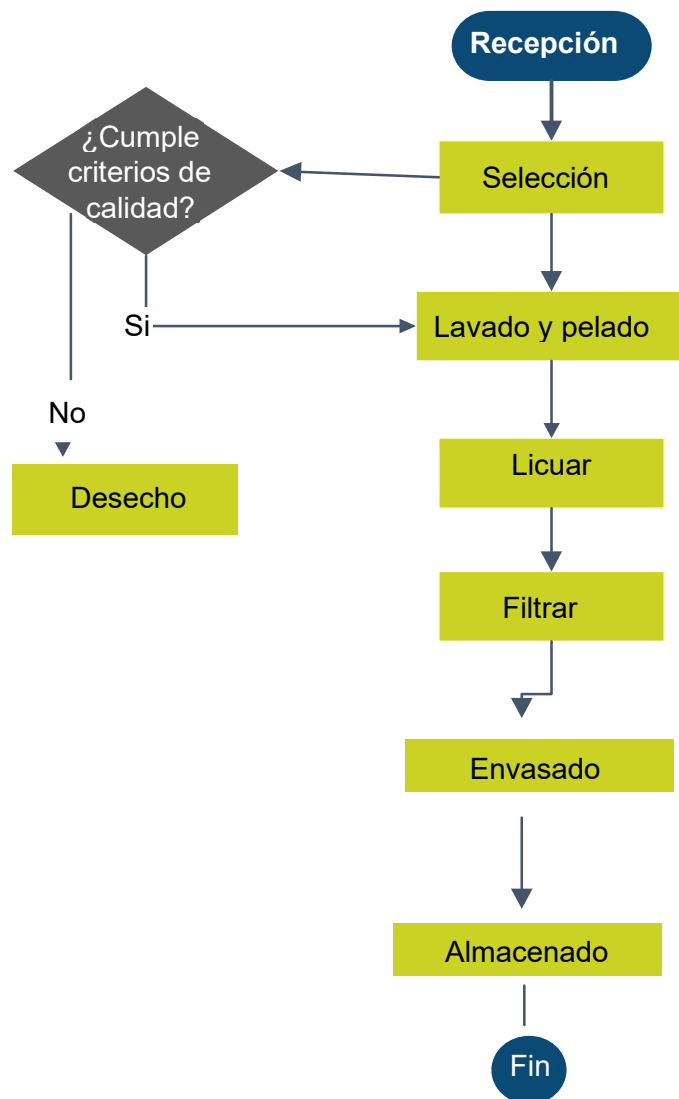 Recepción
¿Cumple
criterios de
calidad?
Selección
Si
Lavado y pelado
No
Licuar
Desecho
Filtrar
Envasado
Almacenado
Fin